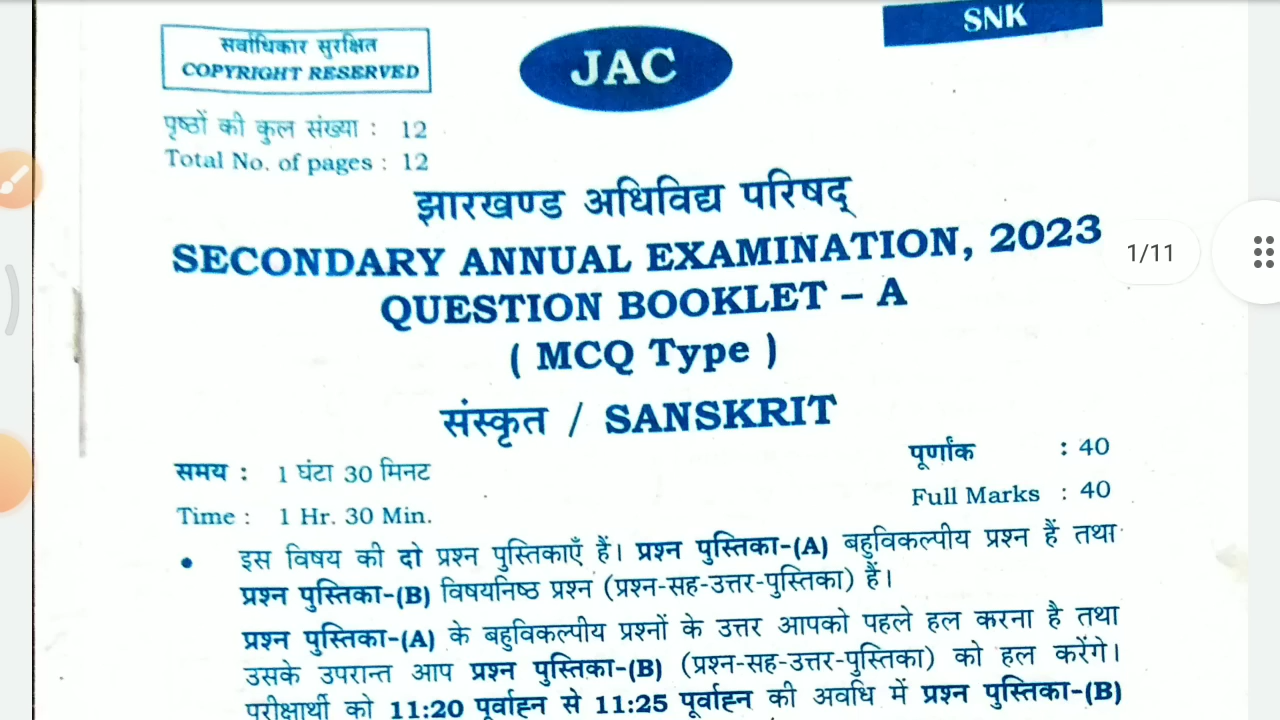 SNK
सर्वाधिकार सुरक्षित
COPYRIGHT RESERVED
JAC
पृष्ठों की कुल संख्या : 12
Total No. of pages : 12
झारखण्ड अधिविद्य परिषद्
SECONDARY ANNUAL EXAMINATION, 2023
1/11
QUESTION BOOKLET – A
( MCQ Type )
संस्कृत / SANSKRIT
समय : 1 घंटा 30 मिनट
पूर्णांक : 40
Time : 1 Hr. 30 Min.
Full Marks : 40
• इस विषय की दो प्रश्न पुस्तिकाएँ हैं। प्रश्न पुस्तिका-(A) बहुविकल्पीय प्रश्न हैं तथा
प्रश्न पुस्तिका-(B) विषयनिष्ठ प्रश्न (प्रश्न-सह-उत्तर-पुस्तिका) हैं।
प्रश्न पुस्तिका-(A) के बहुविकल्पीय प्रश्नों के उत्तर आपको पहले हल करना है तथा
उसके उपरान्त आप प्रश्न पुस्तिका-(B) (प्रश्न-सह-उत्तर-पुस्तिका) को हल करेंगे।
परीक्षार्थी को 11:20 पूर्वाह्न से 11:25 पूर्वाह्न की अवधि में प्रश्न पुस्तिका-(B)